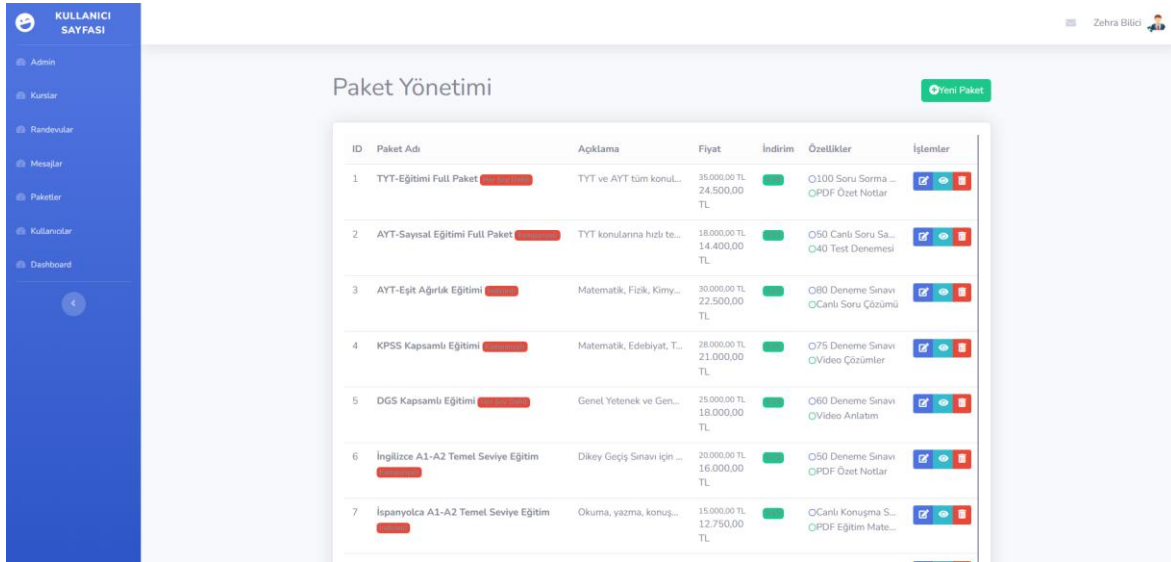 KULLANICI
SAYFASI
Zehra Bilici
Admin
Kurslar
Randevular
Mesajlar
Paketler
Kullanıcılar
Dashboard
Paket Yönetimi
Yeni Paket
ID Paket Adı Açıklama Fiyat İndirim Özellikler İşlemler
1 TYT-Eğitimi Full Paket TYT ve AYT tüm konul... 35.000,00 TL 100 Soru Sorma ...
24.500,00 PDF Özet Notlar
TL
2 AYT-Sayısal Eğitimi Full Paket TYT konularına hızlı te... 18.000,00 TL 50 Canlı Soru Sa...
14.400,00 40 Test Denemesi
TL
3 AYT-Eşit Ağırlık Eğitimi Matematik, Fizik, Kimy... 30.000,00 TL 80 Deneme Sınavı
22.500,00 Canlı Soru Çözümü
TL
4 KPSS Kapsamlı Eğitimi Matematik, Edebiyat, T... 28.000,00 TL 75 Deneme Sınavı
21.000,00 Video Çözümler
TL
5 DGS Kapsamlı Eğitimi Genel Yetenek ve Gen... 25.000,00 TL 60 Deneme Sınavı
18.000,00 Video Anlatım
TL
6 İngilizce A1-A2 Temel Seviye Eğitim Dikey Geçiş Sınavı için ... 20.000,00 TL 50 Deneme Sınavı
16.000,00 PDF Özet Notlar
TL
7 İspanyolca A1-A2 Temel Seviye Eğitim Okuma, yazma, konuş... 15.000,00 TL Canlı Konuşma S...
12.750,00 PDF Eğitim Mate...
TL